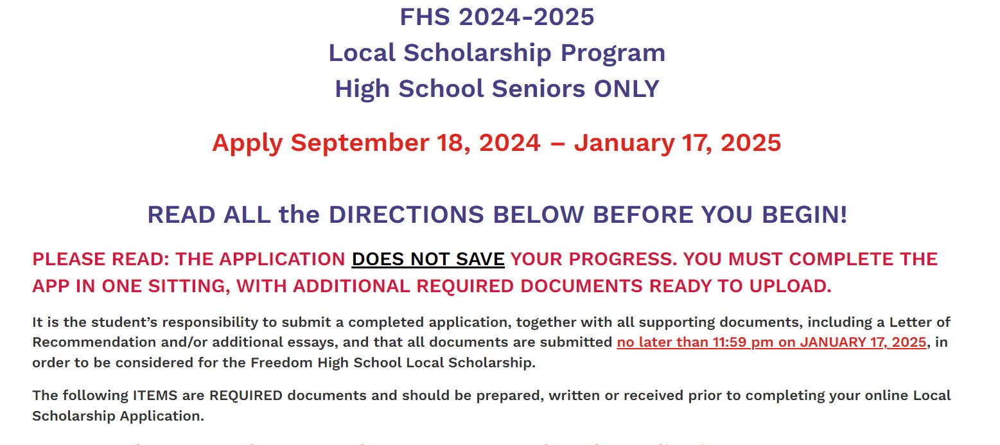 FHS 2024-2025
Local Scholarship Program
High School Seniors ONLY
Apply September 18, 2024 – January 17, 2025
READ ALL the DIRECTIONS BELOW BEFORE YOU BEGIN!
PLEASE READ: THE APPLICATION DOES NOT SAVE YOUR PROGRESS. YOU MUST COMPLETE THE
APP IN ONE SITTING, WITH ADDITIONAL REQUIRED DOCUMENTS READY TO UPLOAD.
It is the student’s responsibility to submit a completed application, together with all supporting documents, including a Letter of
Recommendation and/or additional essays, and that all documents are submitted no later than 11:59 pm on JANUARY 17, 2025, in
order to be considered for the Freedom High School Local Scholarship.
The following ITEMS are REQUIRED documents and should be prepared, written or received prior to completing your online Local
Scholarship Application.